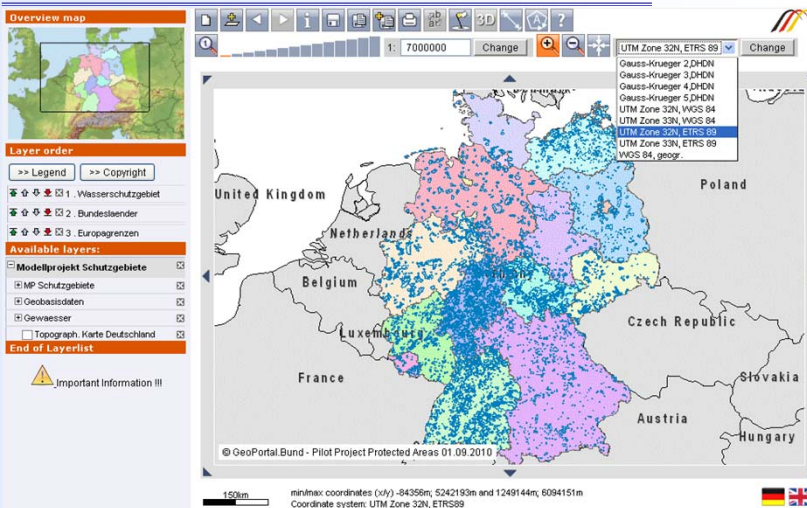 Overview map
3D
?
1: 7000000 Change
UTM Zone 32N, ETRS 89 Change
Gauss-Krueger 2,DHDN
Gauss-Krueger 3,DHDN
Gauss-Krueger 4,DHDN
Gauss-Krueger 5,DHDN
UTM Zone 32N, WGS 84
UTM Zone 33N, WGS 84
UTM Zone 32N, ETRS 89
UTM Zone 33N, ETRS 89
WGS 84, geogr.
Layer order
>> Legend >> Copyright
1 . Wasserschutzgebiet
2 . Bundeslaender
3 . Europagrenzen
Available layers:
Modellprojekt Schutzgebiete
MP Schutzgebiete
Geobasisdaten
Gewaesser
Topograph. Karte Deutschland
End of Layerlist
Important Information !!!
United Kingdom
Poland
Netherlands
Belgium
Luxembourg
Czech Republic
France
Slovakia
Austria
Hungary
© GeoPortal.Bund - Pilot Project Protected Areas 01.09.2010
150km
min/max coordinates (x/y) -84356m; 5242193m and 1249144m; 6094151m
Coordinate system: UTM Zone 32N, ETRS89